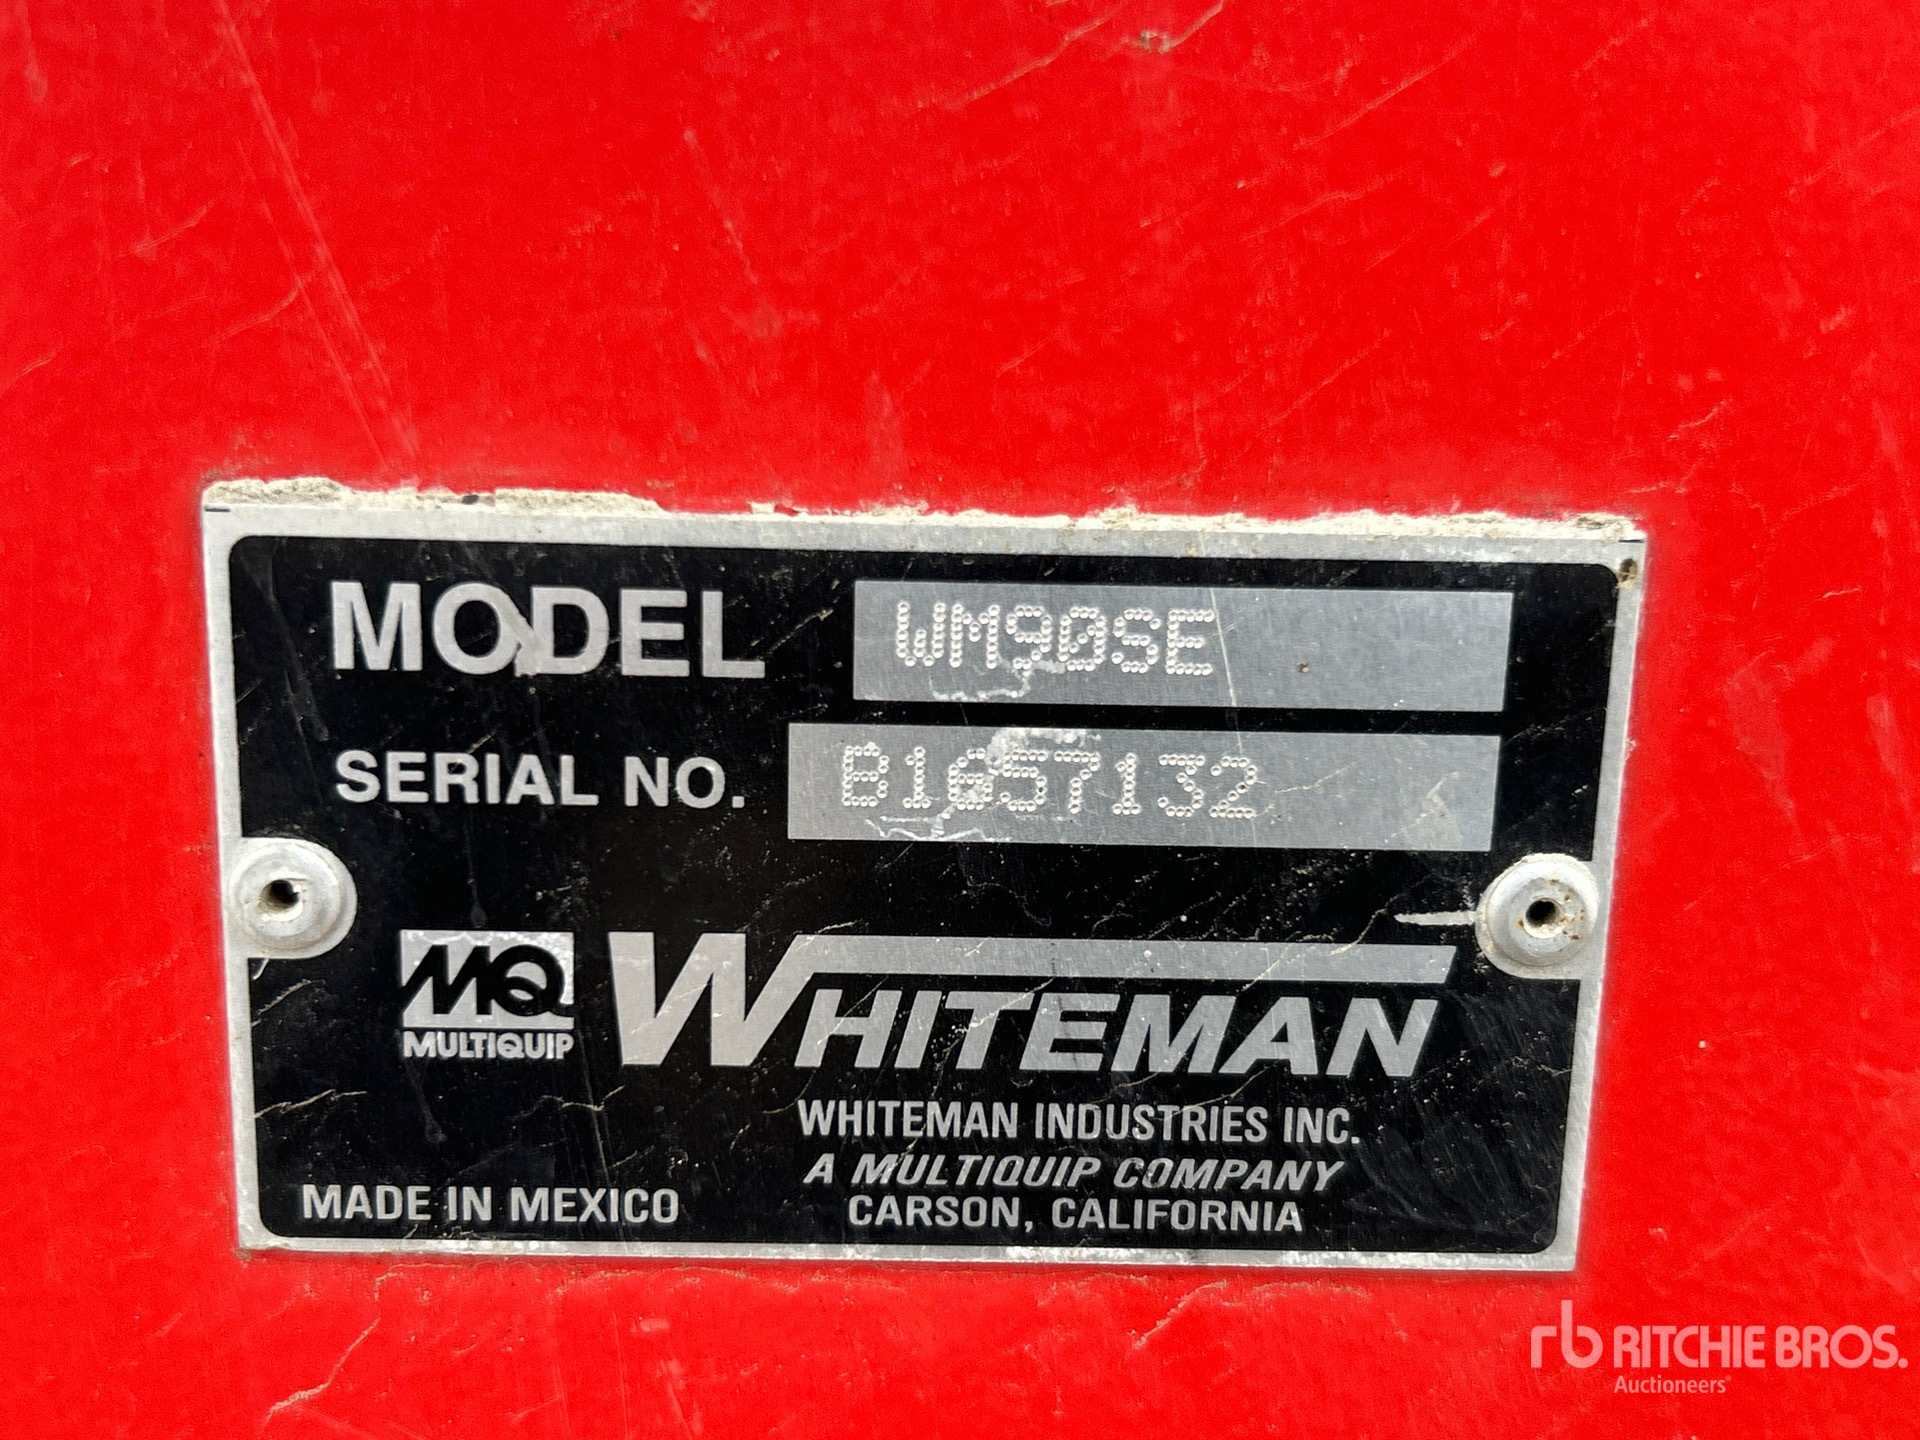 MODEL WM90SE
SERIAL NO. B1657132
MQ
MULTIQUIP
WHITEMAN
WHITEMAN INDUSTRIES INC.
A MULTIQUIP COMPANY
CARSON, CALIFORNIA
MADE IN MEXICO
rb RITCHIE BROS.
Auctioneers